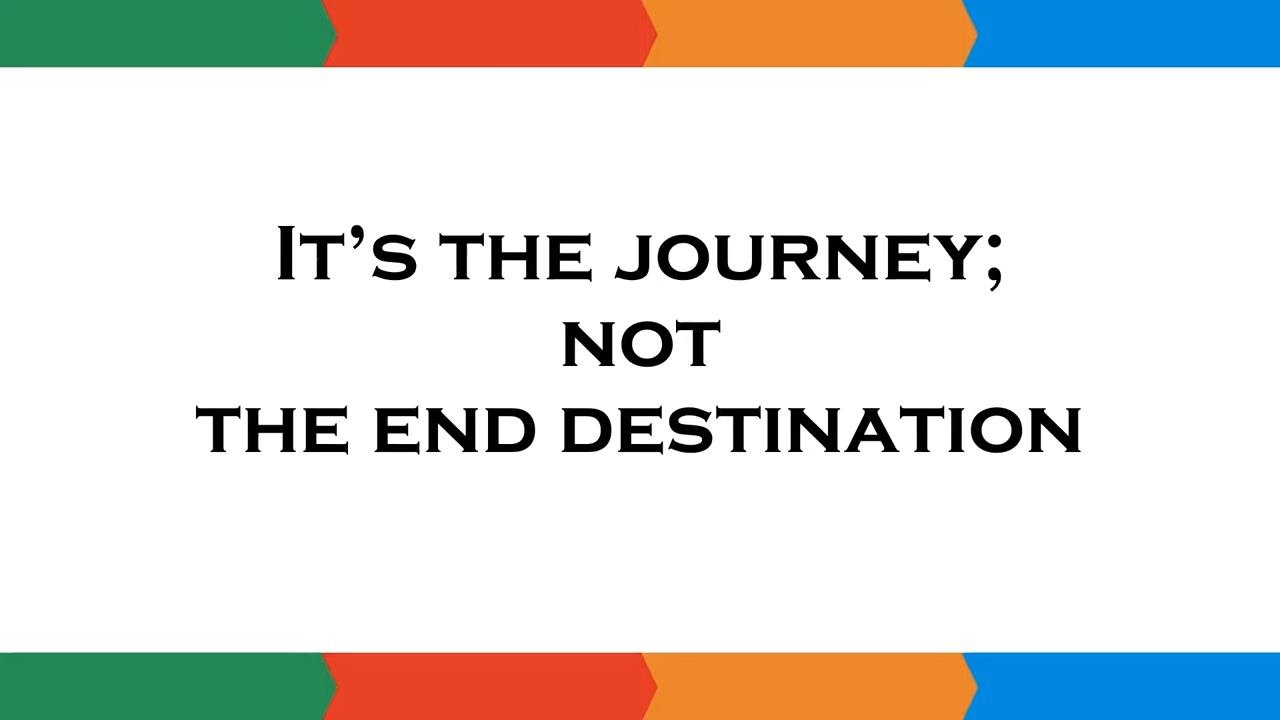 It’s the journey;
not
the end destination